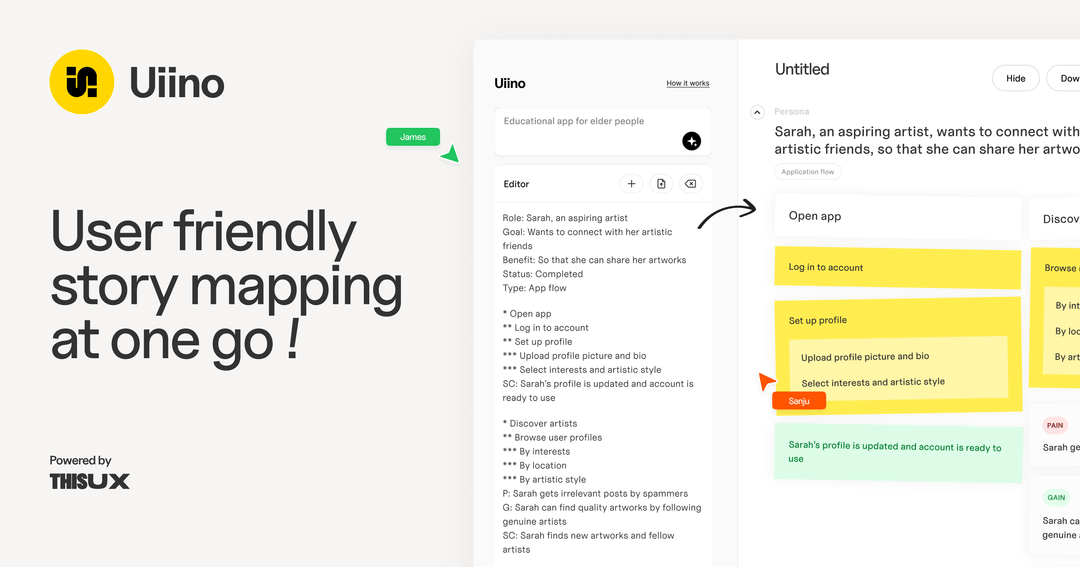 Uiino
James
User friendly
story mapping
at one go !
Powered by
THISUX
Uiino
How it works
Educational app for elder people
Editor
Role: Sarah, an aspiring artist
Goal: Wants to connect with her artistic
friends
Benefit: So that she can share her artworks
Status: Completed
Type: App flow
* Open app
** Log in to account
** Set up profile
*** Upload profile picture and bio
*** Select interests and artistic style
SC: Sarah's profile is updated and account is
ready to use
* Discover artists
** Browse user profiles
*** By interests
*** By location
*** By artistic style
P: Sarah gets irrelevant posts by spammers
G: Sarah can find quality artworks by following
genuine artists
SC: Sarah finds new artworks and fellow
artists
Untitled
Hide
Dow
Persona
Sarah, an aspiring artist, wants to connect with
artistic friends, so that she can share her artwo
Application flow
Open app
Log in to account
Set up profile
Upload profile picture and bio
Select interests and artistic style
Sanju
Sarah's profile is updated and account is ready to
use
Discov
Browse
By int
By loc
By art
PAIN
Sarah ge
GAIN
Sarah ca
genuine